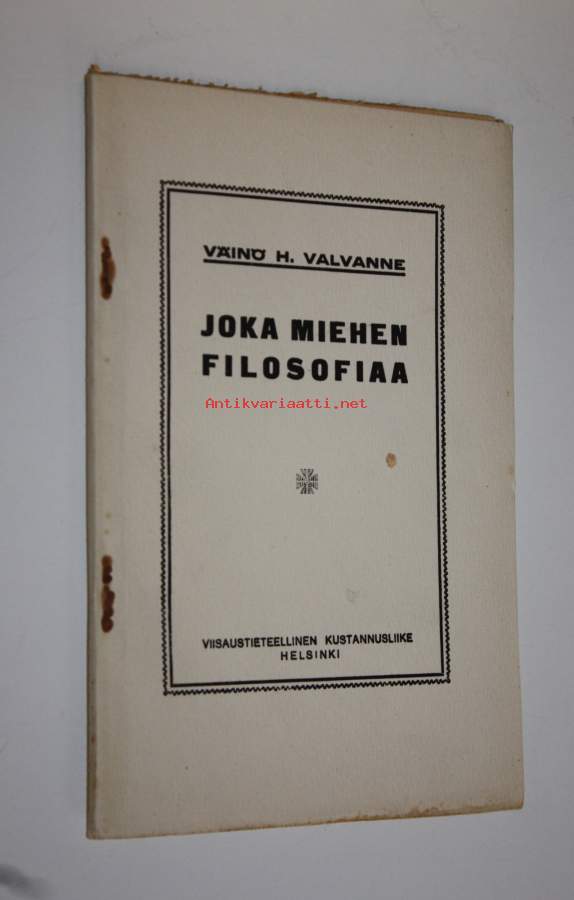 VÄINÖ H. VALVANNE
JOKA MIEHEN
FILOSOFIAA
Antikvariaatti.net
VIISAUSTIETEELLINEN KUSTANNUSLIIKE
HELSINKI